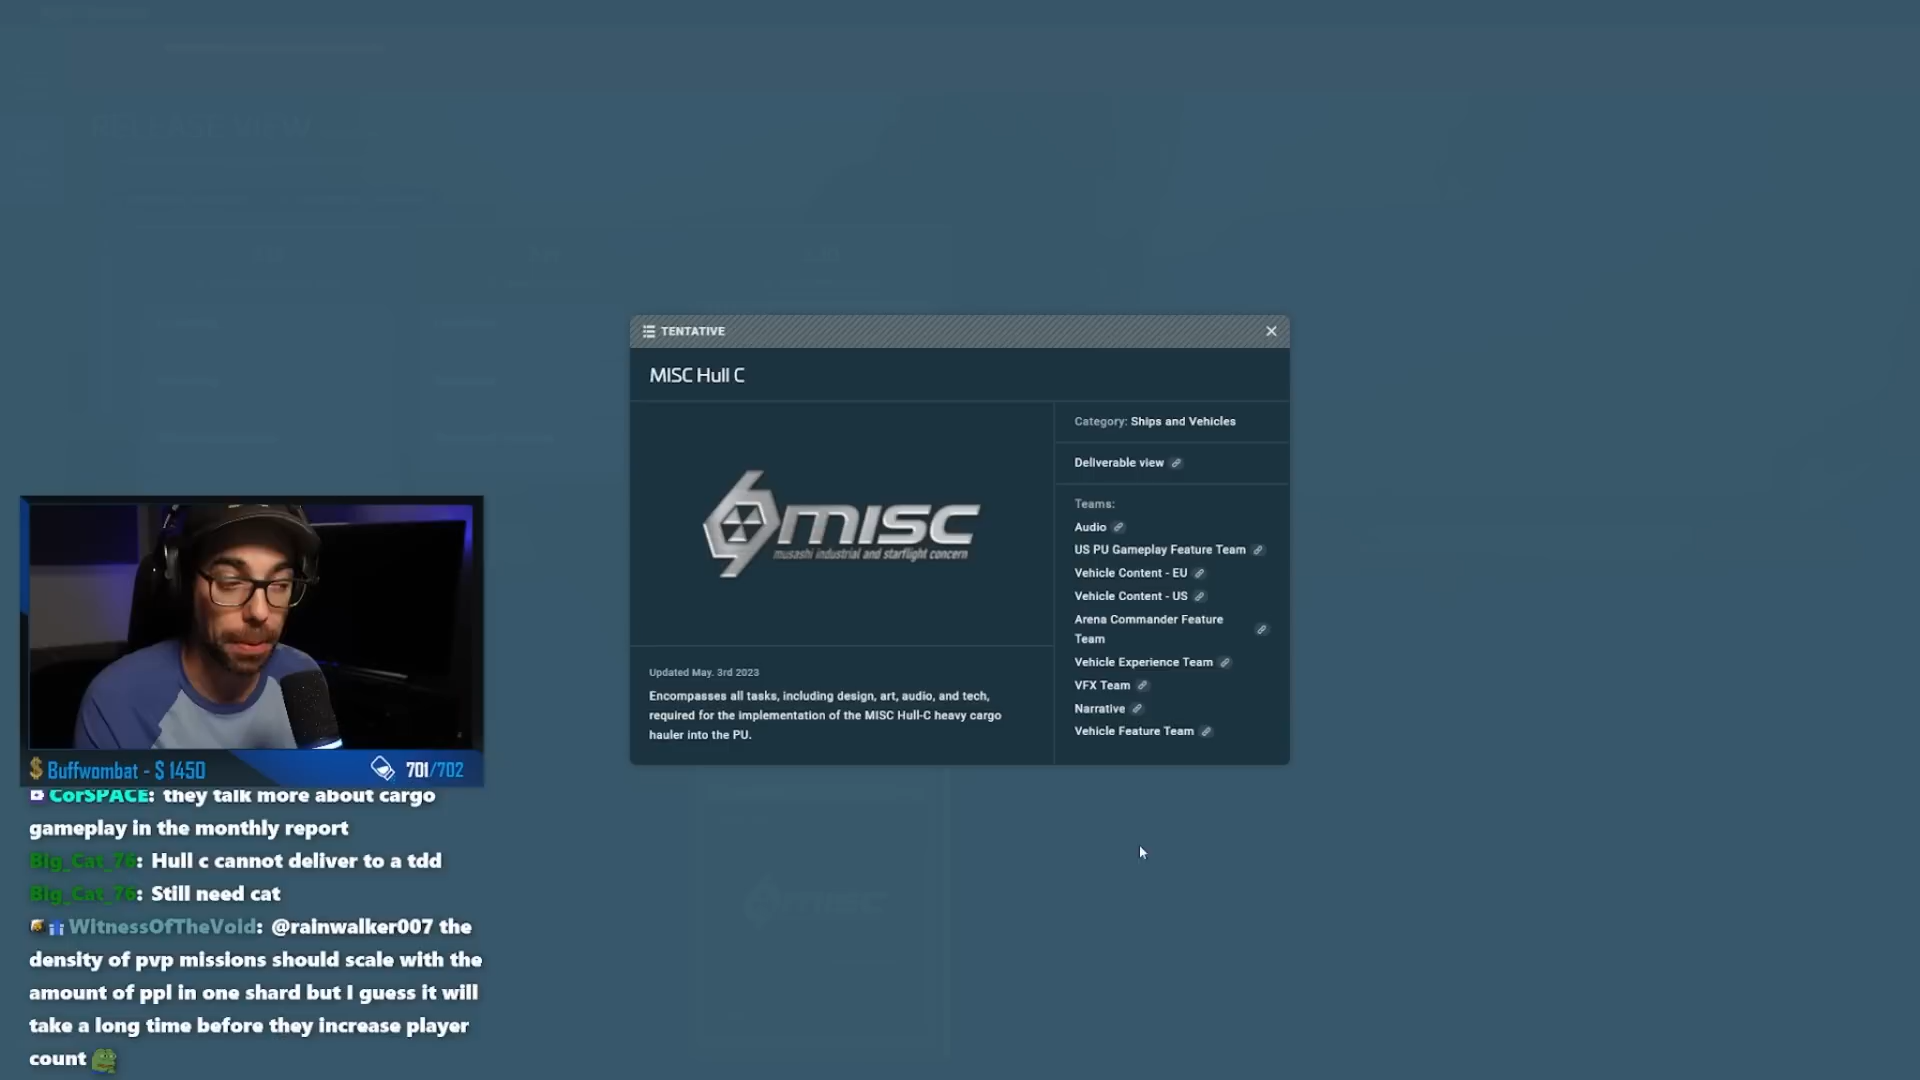 RELEASE VIEW
TENTATIVE
MISC Hull C
misc
musashi industrial and starflight concern
Updated May. 3rd 2023
Encompasses all tasks, including design, art, audio, and tech,
required for the implementation of the MISC Hull-C heavy cargo
hauler into the PU.
Category: Ships and Vehicles
Deliverable view
Teams:
Audio
US PU Gameplay Feature Team
Vehicle Content - EU
Vehicle Content - US
Arena Commander Feature
Team
Vehicle Experience Team
VFX Team
Narrative
Vehicle Feature Team
$ Buffwombat - $ 1450
701/702
CorSPACE: they talk more about cargo
gameplay in the monthly report
Big_Cat_76: Hull c cannot deliver to a tdd
Big_Cat_76: Still need cat
WitnessOfTheVoId: @rainwalker007 the
density of pvp missions should scale with the
amount of ppl in one shard but I guess it will
take a long time before they increase player
count
misc